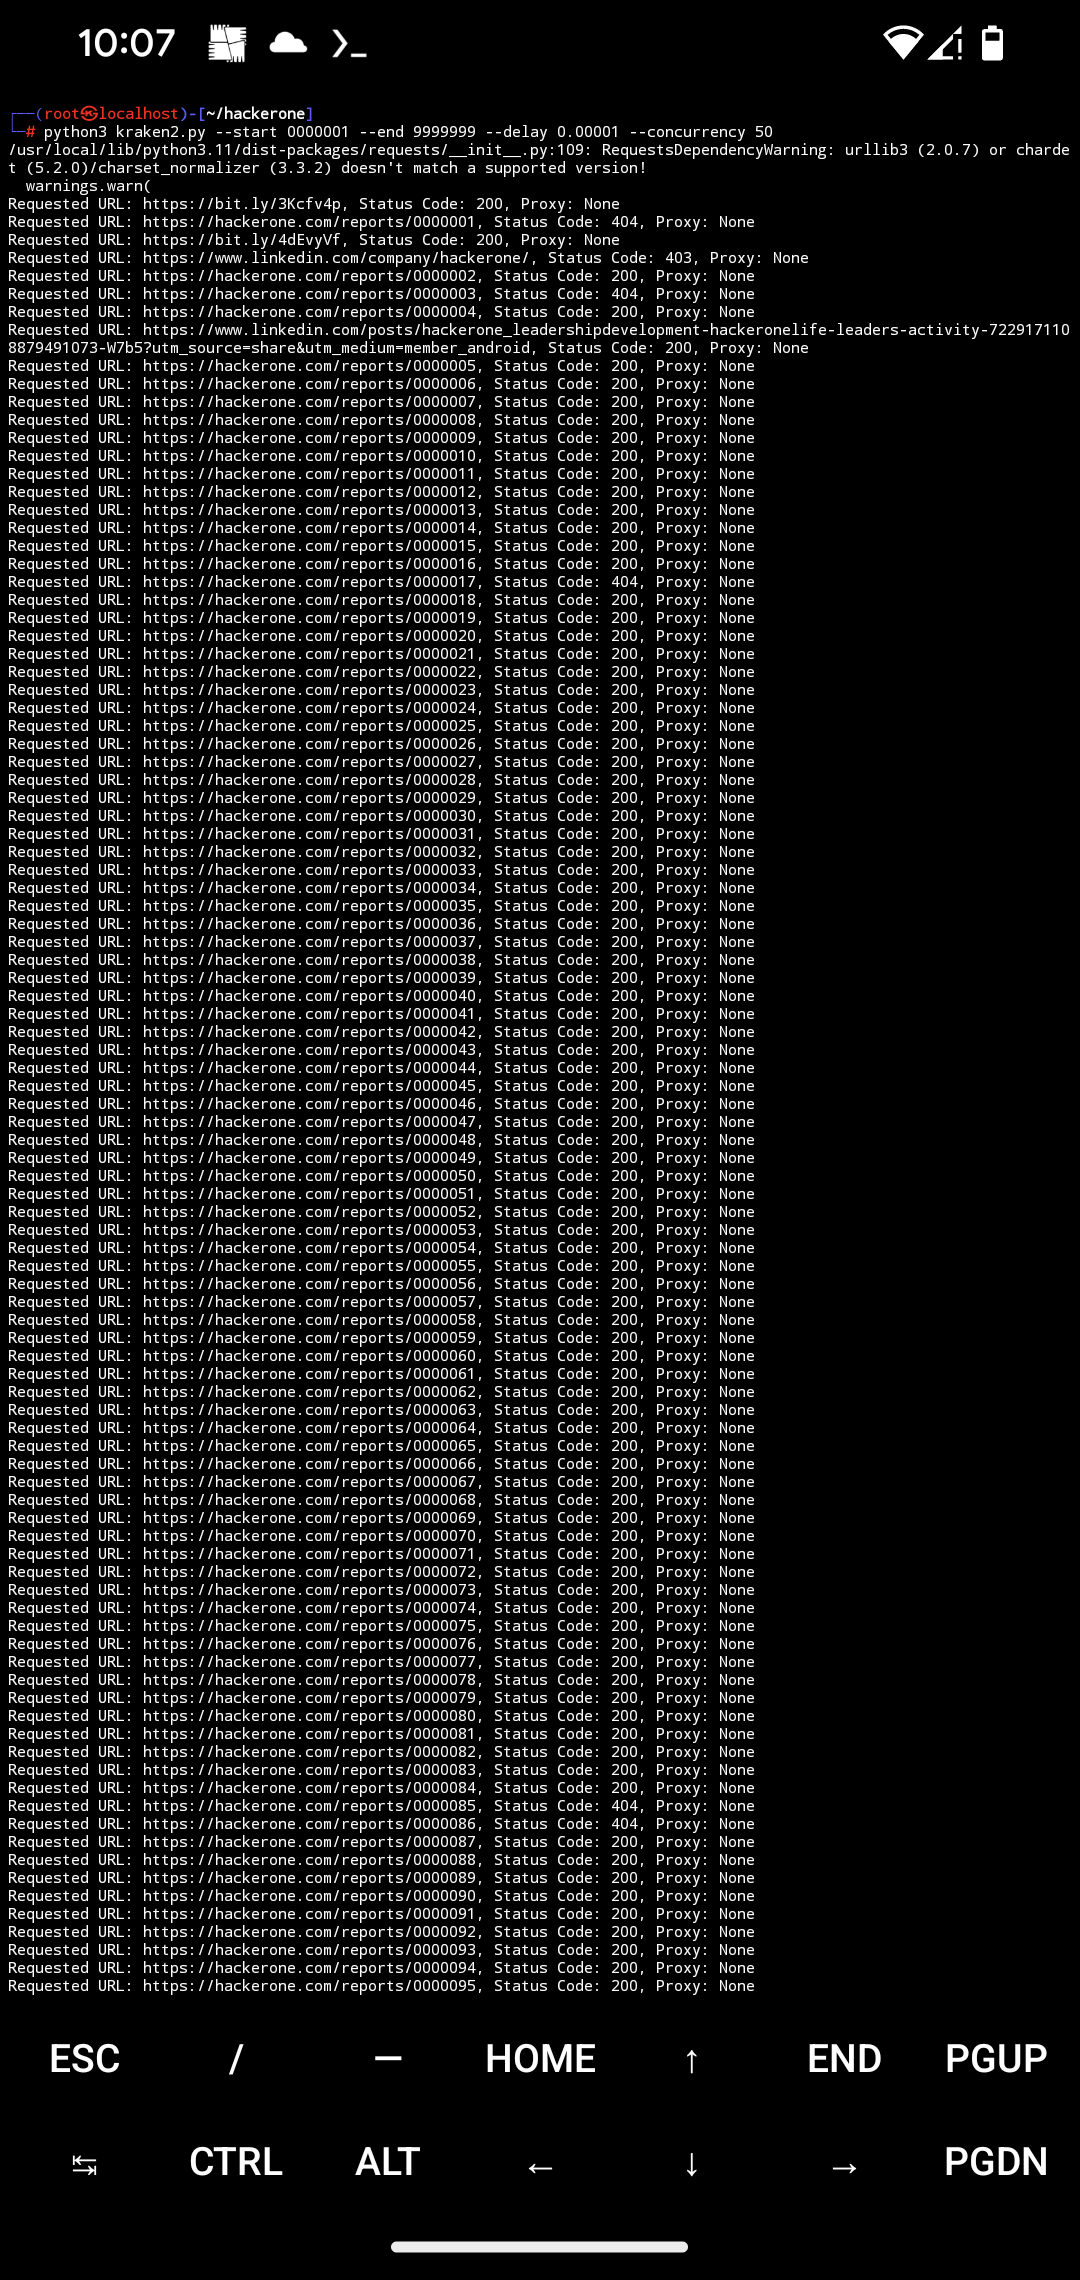 10:07
┌──(root㉿localhost)-[~/hackerone]
└─# python3 kraken2.py --start 0000001 --end 9999999 --delay 0.00001 --concurrency 50
/usr/local/lib/python3.11/dist-packages/requests/__init__.py:109: RequestsDependencyWarning: urllib3 (2.0.7) or charde
t (5.2.0)/charset_normalizer (3.3.2) doesn't match a supported version!
  warnings.warn(
Requested URL: https://bit.ly/3Kcfv4p, Status Code: 200, Proxy: None
Requested URL: https://hackerone.com/reports/0000001, Status Code: 404, Proxy: None
Requested URL: https://bit.ly/4dEvyVf, Status Code: 200, Proxy: None
Requested URL: https://www.linkedin.com/company/hackerone/, Status Code: 403, Proxy: None
Requested URL: https://hackerone.com/reports/0000002, Status Code: 200, Proxy: None
Requested URL: https://hackerone.com/reports/0000003, Status Code: 404, Proxy: None
Requested URL: https://hackerone.com/reports/0000004, Status Code: 200, Proxy: None
Requested URL: https://www.linkedin.com/posts/hackerone_leadershipdevelopment-hackeronelife-leaders-activity-722917110
8879491073-W7b5?utm_source=share&utm_medium=member_android, Status Code: 200, Proxy: None
Requested URL: https://hackerone.com/reports/0000005, Status Code: 200, Proxy: None
Requested URL: https://hackerone.com/reports/0000006, Status Code: 200, Proxy: None
Requested URL: https://hackerone.com/reports/0000007, Status Code: 200, Proxy: None
Requested URL: https://hackerone.com/reports/0000008, Status Code: 200, Proxy: None
Requested URL: https://hackerone.com/reports/0000009, Status Code: 200, Proxy: None
Requested URL: https://hackerone.com/reports/0000010, Status Code: 200, Proxy: None
Requested URL: https://hackerone.com/reports/0000011, Status Code: 200, Proxy: None
Requested URL: https://hackerone.com/reports/0000012, Status Code: 200, Proxy: None
Requested URL: https://hackerone.com/reports/0000013, Status Code: 200, Proxy: None
Requested URL: https://hackerone.com/reports/0000014, Status Code: 200, Proxy: None
Requested URL: https://hackerone.com/reports/0000015, Status Code: 200, Proxy: None
Requested URL: https://hackerone.com/reports/0000016, Status Code: 200, Proxy: None
Requested URL: https://hackerone.com/reports/0000017, Status Code: 404, Proxy: None
Requested URL: https://hackerone.com/reports/0000018, Status Code: 200, Proxy: None
Requested URL: https://hackerone.com/reports/0000019, Status Code: 200, Proxy: None
Requested URL: https://hackerone.com/reports/0000020, Status Code: 200, Proxy: None
Requested URL: https://hackerone.com/reports/0000021, Status Code: 200, Proxy: None
Requested URL: https://hackerone.com/reports/0000022, Status Code: 200, Proxy: None
Requested URL: https://hackerone.com/reports/0000023, Status Code: 200, Proxy: None
Requested URL: https://hackerone.com/reports/0000024, Status Code: 200, Proxy: None
Requested URL: https://hackerone.com/reports/0000025, Status Code: 200, Proxy: None
Requested URL: https://hackerone.com/reports/0000026, Status Code: 200, Proxy: None
Requested URL: https://hackerone.com/reports/0000027, Status Code: 200, Proxy: None
Requested URL: https://hackerone.com/reports/0000028, Status Code: 200, Proxy: None
Requested URL: https://hackerone.com/reports/0000029, Status Code: 200, Proxy: None
Requested URL: https://hackerone.com/reports/0000030, Status Code: 200, Proxy: None
Requested URL: https://hackerone.com/reports/0000031, Status Code: 200, Proxy: None
Requested URL: https://hackerone.com/reports/0000032, Status Code: 200, Proxy: None
Requested URL: https://hackerone.com/reports/0000033, Status Code: 200, Proxy: None
Requested URL: https://hackerone.com/reports/0000034, Status Code: 200, Proxy: None
Requested URL: https://hackerone.com/reports/0000035, Status Code: 200, Proxy: None
Requested URL: https://hackerone.com/reports/0000036, Status Code: 200, Proxy: None
Requested URL: https://hackerone.com/reports/0000037, Status Code: 200, Proxy: None
Requested URL: https://hackerone.com/reports/0000038, Status Code: 200, Proxy: None
Requested URL: https://hackerone.com/reports/0000039, Status Code: 200, Proxy: None
Requested URL: https://hackerone.com/reports/0000040, Status Code: 200, Proxy: None
Requested URL: https://hackerone.com/reports/0000041, Status Code: 200, Proxy: None
Requested URL: https://hackerone.com/reports/0000042, Status Code: 200, Proxy: None
Requested URL: https://hackerone.com/reports/0000043, Status Code: 200, Proxy: None
Requested URL: https://hackerone.com/reports/0000044, Status Code: 200, Proxy: None
Requested URL: https://hackerone.com/reports/0000045, Status Code: 200, Proxy: None
Requested URL: https://hackerone.com/reports/0000046, Status Code: 200, Proxy: None
Requested URL: https://hackerone.com/reports/0000047, Status Code: 200, Proxy: None
Requested URL: https://hackerone.com/reports/0000048, Status Code: 200, Proxy: None
Requested URL: https://hackerone.com/reports/0000049, Status Code: 200, Proxy: None
Requested URL: https://hackerone.com/reports/0000050, Status Code: 200, Proxy: None
Requested URL: https://hackerone.com/reports/0000051, Status Code: 200, Proxy: None
Requested URL: https://hackerone.com/reports/0000052, Status Code: 200, Proxy: None
Requested URL: https://hackerone.com/reports/0000053, Status Code: 200, Proxy: None
Requested URL: https://hackerone.com/reports/0000054, Status Code: 200, Proxy: None
Requested URL: https://hackerone.com/reports/0000055, Status Code: 200, Proxy: None
Requested URL: https://hackerone.com/reports/0000056, Status Code: 200, Proxy: None
Requested URL: https://hackerone.com/reports/0000057, Status Code: 200, Proxy: None
Requested URL: https://hackerone.com/reports/0000058, Status Code: 200, Proxy: None
Requested URL: https://hackerone.com/reports/0000059, Status Code: 200, Proxy: None
Requested URL: https://hackerone.com/reports/0000060, Status Code: 200, Proxy: None
Requested URL: https://hackerone.com/reports/0000061, Status Code: 200, Proxy: None
Requested URL: https://hackerone.com/reports/0000062, Status Code: 200, Proxy: None
Requested URL: https://hackerone.com/reports/0000063, Status Code: 200, Proxy: None
Requested URL: https://hackerone.com/reports/0000064, Status Code: 200, Proxy: None
Requested URL: https://hackerone.com/reports/0000065, Status Code: 200, Proxy: None
Requested URL: https://hackerone.com/reports/0000066, Status Code: 200, Proxy: None
Requested URL: https://hackerone.com/reports/0000067, Status Code: 200, Proxy: None
Requested URL: https://hackerone.com/reports/0000068, Status Code: 200, Proxy: None
Requested URL: https://hackerone.com/reports/0000069, Status Code: 200, Proxy: None
Requested URL: https://hackerone.com/reports/0000070, Status Code: 200, Proxy: None
Requested URL: https://hackerone.com/reports/0000071, Status Code: 200, Proxy: None
Requested URL: https://hackerone.com/reports/0000072, Status Code: 200, Proxy: None
Requested URL: https://hackerone.com/reports/0000073, Status Code: 200, Proxy: None
Requested URL: https://hackerone.com/reports/0000074, Status Code: 200, Proxy: None
Requested URL: https://hackerone.com/reports/0000075, Status Code: 200, Proxy: None
Requested URL: https://hackerone.com/reports/0000076, Status Code: 200, Proxy: None
Requested URL: https://hackerone.com/reports/0000077, Status Code: 200, Proxy: None
Requested URL: https://hackerone.com/reports/0000078, Status Code: 200, Proxy: None
Requested URL: https://hackerone.com/reports/0000079, Status Code: 200, Proxy: None
Requested URL: https://hackerone.com/reports/0000080, Status Code: 200, Proxy: None
Requested URL: https://hackerone.com/reports/0000081, Status Code: 200, Proxy: None
Requested URL: https://hackerone.com/reports/0000082, Status Code: 200, Proxy: None
Requested URL: https://hackerone.com/reports/0000083, Status Code: 200, Proxy: None
Requested URL: https://hackerone.com/reports/0000084, Status Code: 200, Proxy: None
Requested URL: https://hackerone.com/reports/0000085, Status Code: 404, Proxy: None
Requested URL: https://hackerone.com/reports/0000086, Status Code: 404, Proxy: None
Requested URL: https://hackerone.com/reports/0000087, Status Code: 200, Proxy: None
Requested URL: https://hackerone.com/reports/0000088, Status Code: 200, Proxy: None
Requested URL: https://hackerone.com/reports/0000089, Status Code: 200, Proxy: None
Requested URL: https://hackerone.com/reports/0000090, Status Code: 200, Proxy: None
Requested URL: https://hackerone.com/reports/0000091, Status Code: 200, Proxy: None
Requested URL: https://hackerone.com/reports/0000092, Status Code: 200, Proxy: None
Requested URL: https://hackerone.com/reports/0000093, Status Code: 200, Proxy: None
Requested URL: https://hackerone.com/reports/0000094, Status Code: 200, Proxy: None
Requested URL: https://hackerone.com/reports/0000095, Status Code: 200, Proxy: None
ESC / — HOME ↑ END PGUP
↹ CTRL ALT ← ↓ → PGDN